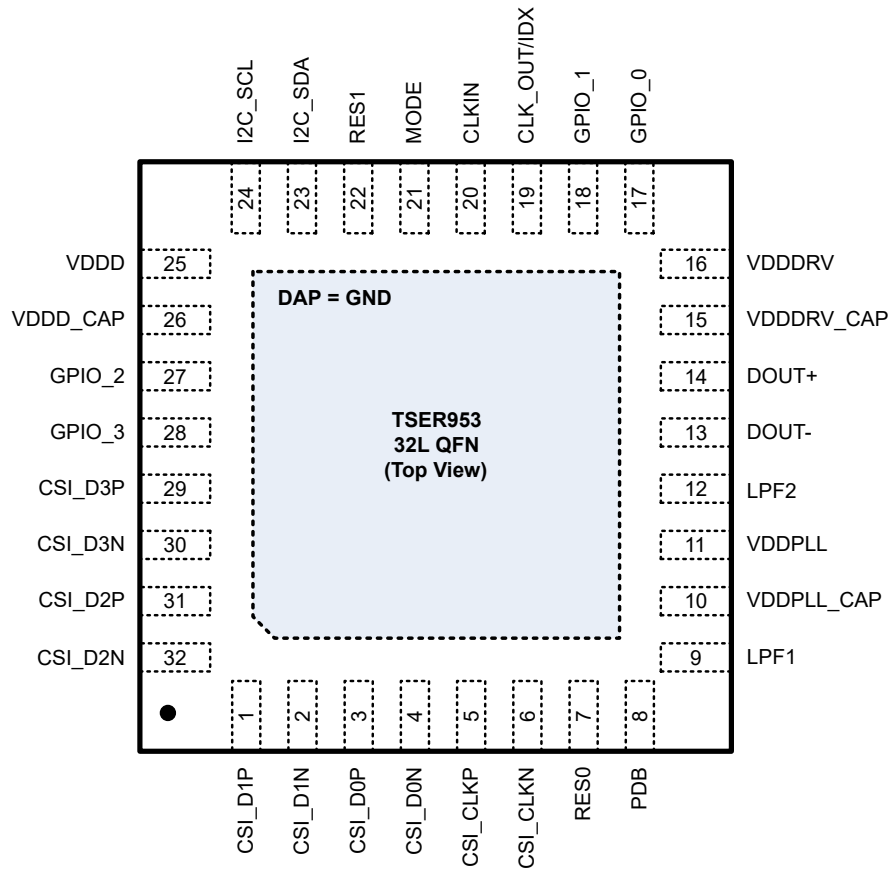 I2C_SCL
I2C_SDA
RES1
MODE
CLKIN
CLK_OUT/IDX
GPIO_1
GPIO_0
24
23
22
21
20
19
18
17
VDDD 25
VDDD_CAP 26
GPIO_2 27
GPIO_3 28
CSI_D3P 29
CSI_D3N 30
CSI_D2P 31
CSI_D2N 32
DAP = GND
TSER953
32L QFN
(Top View)
16 VDDDRV
15 VDDDRV_CAP
14 DOUT+
13 DOUT-
12 LPF2
11 VDDPLL
10 VDDPLL_CAP
9 LPF1
1
2
3
4
5
6
7
8
CSI_D1P
CSI_D1N
CSI_D0P
CSI_D0N
CSI_CLKP
CSI_CLKN
RES0
PDB